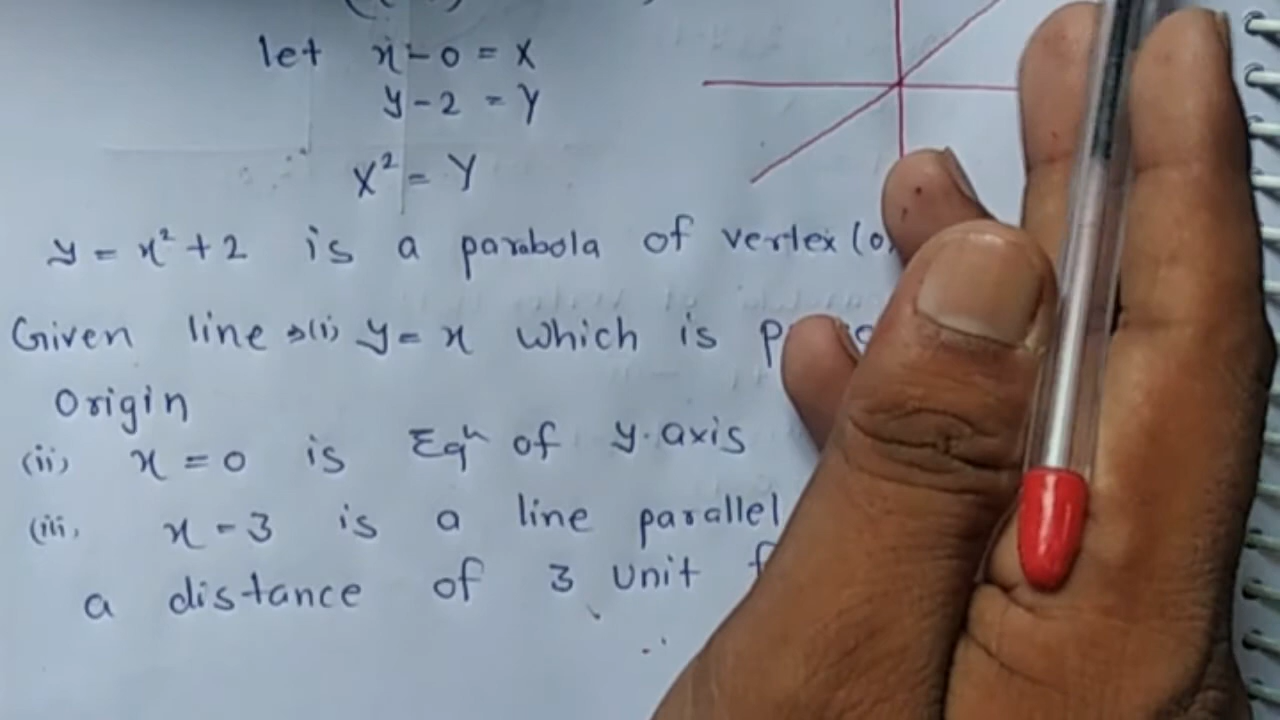 let x-0 = X
y-2 = Y
X² = Y
y = x² + 2 is a parabola of vertex (0,
Given line (i) y = x which is
Origin
(ii) x = 0 is Eqⁿ of y.axis
(iii, x - 3 is a line parallel
a distance of 3 unit